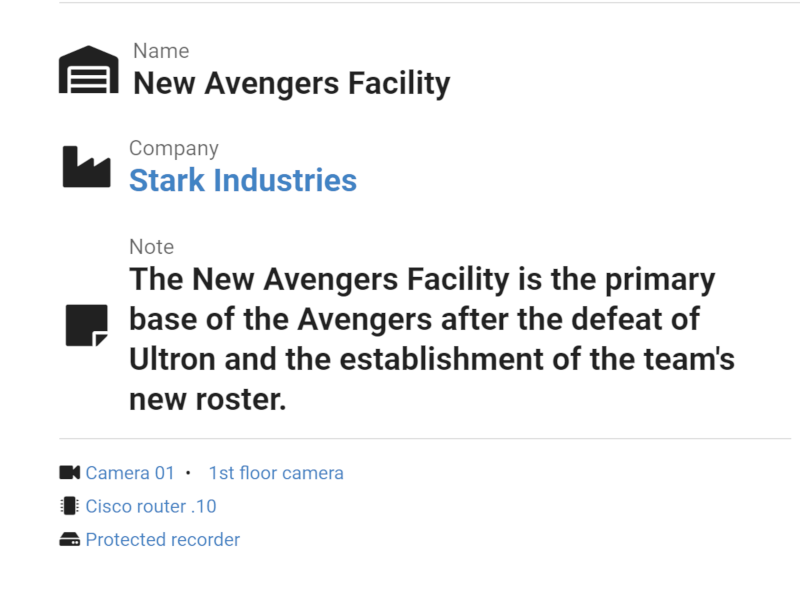 Name
New Avengers Facility
Company
Stark Industries
Note
The New Avengers Facility is the primary
base of the Avengers after the defeat of
Ultron and the establishment of the team's
new roster.
Camera 01 • 1st floor camera
Cisco router .10
Protected recorder